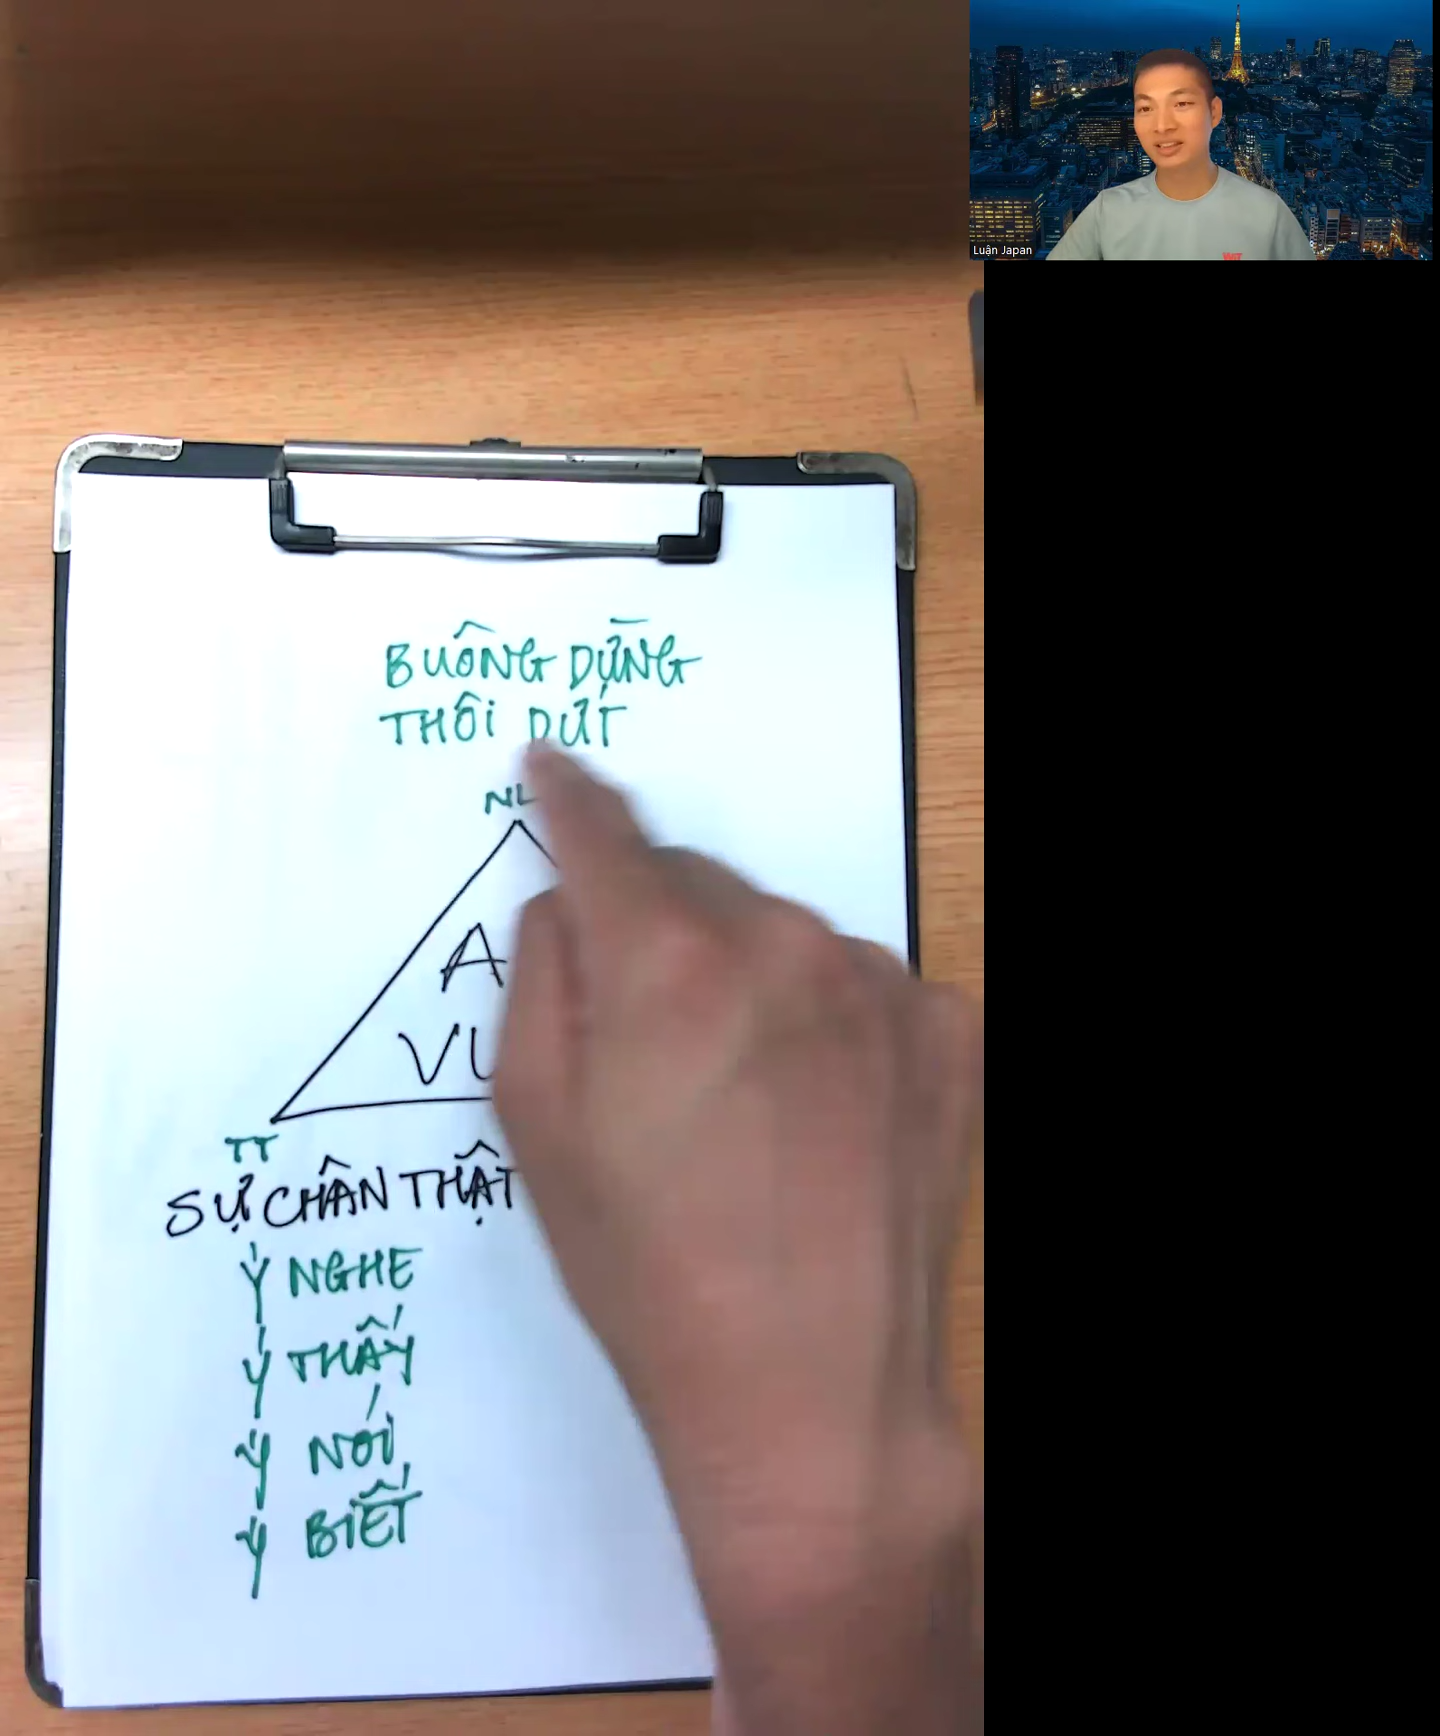 Luận Japan
BUÔNG DỪNG
THÔI DỨT
NL
A
VU
TT
SỰ CHÂN THẬT
Ý NGHE
Ý THẤY
Ý NÓI
Ý BIẾT